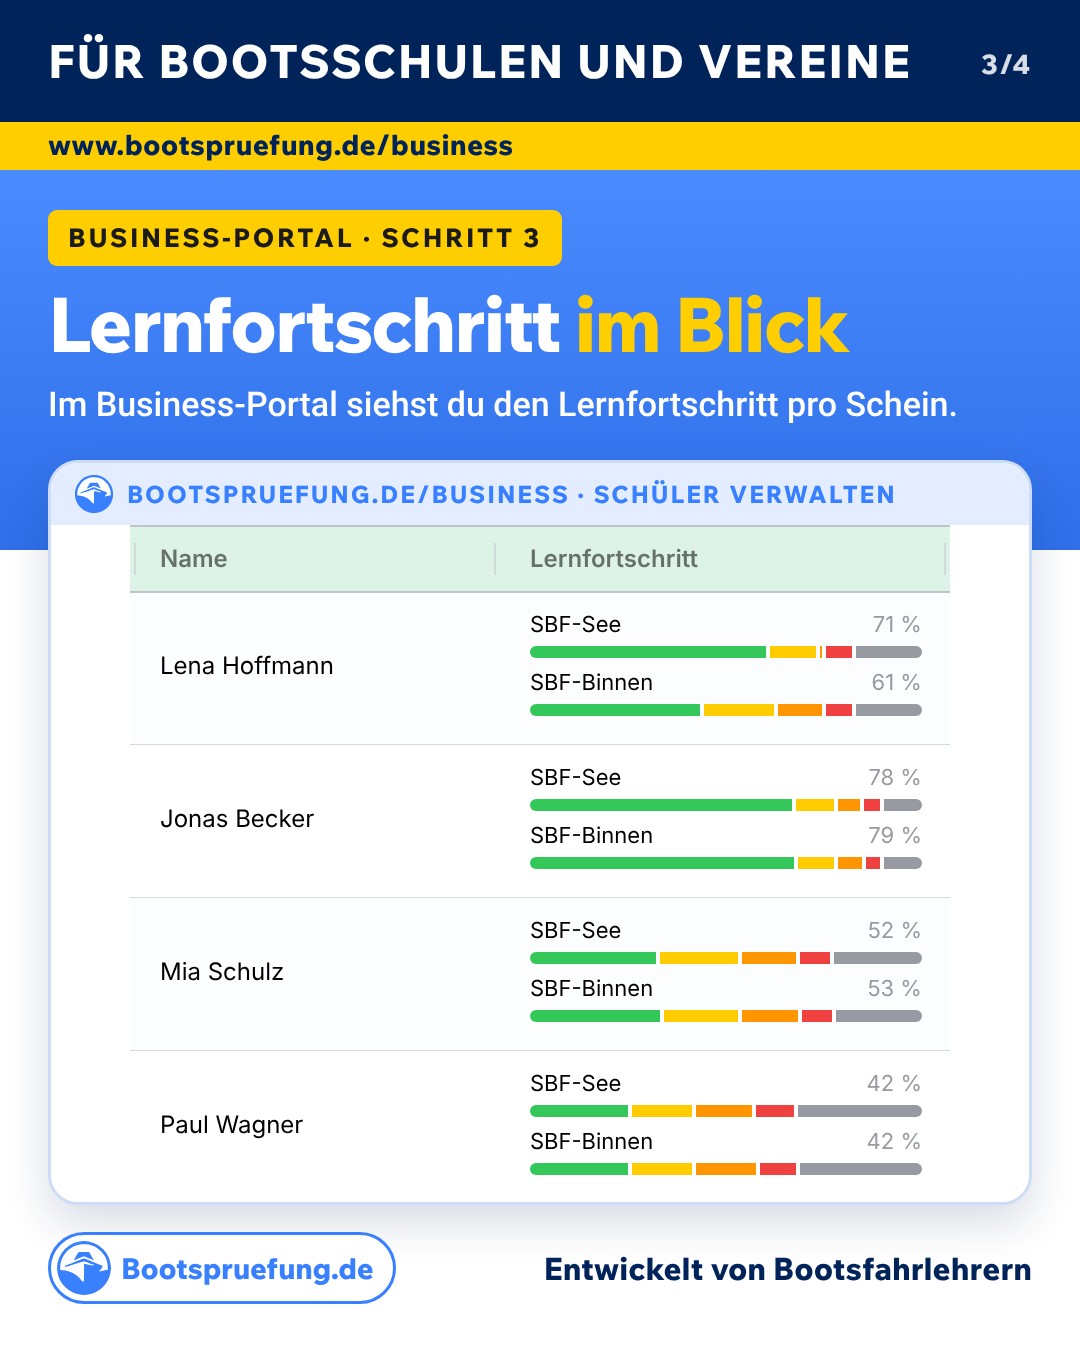 FÜR BOOTSSCHULEN UND VEREINE
3/4
www.bootspruefung.de/business
BUSINESS-PORTAL · SCHRITT 3
Lernfortschritt im Blick
Im Business-Portal siehst du den Lernfortschritt pro Schein.
BOOTSPRUEFUNG.DE/BUSINESS · SCHÜLER VERWALTEN
Name Lernfortschritt
Lena Hoffmann
SBF-See 71 %
SBF-Binnen 61 %
Jonas Becker
SBF-See 78 %
SBF-Binnen 79 %
Mia Schulz
SBF-See 52 %
SBF-Binnen 53 %
Paul Wagner
SBF-See 42 %
SBF-Binnen 42 %
Bootspruefung.de
Entwickelt von Bootsfahrlehrern